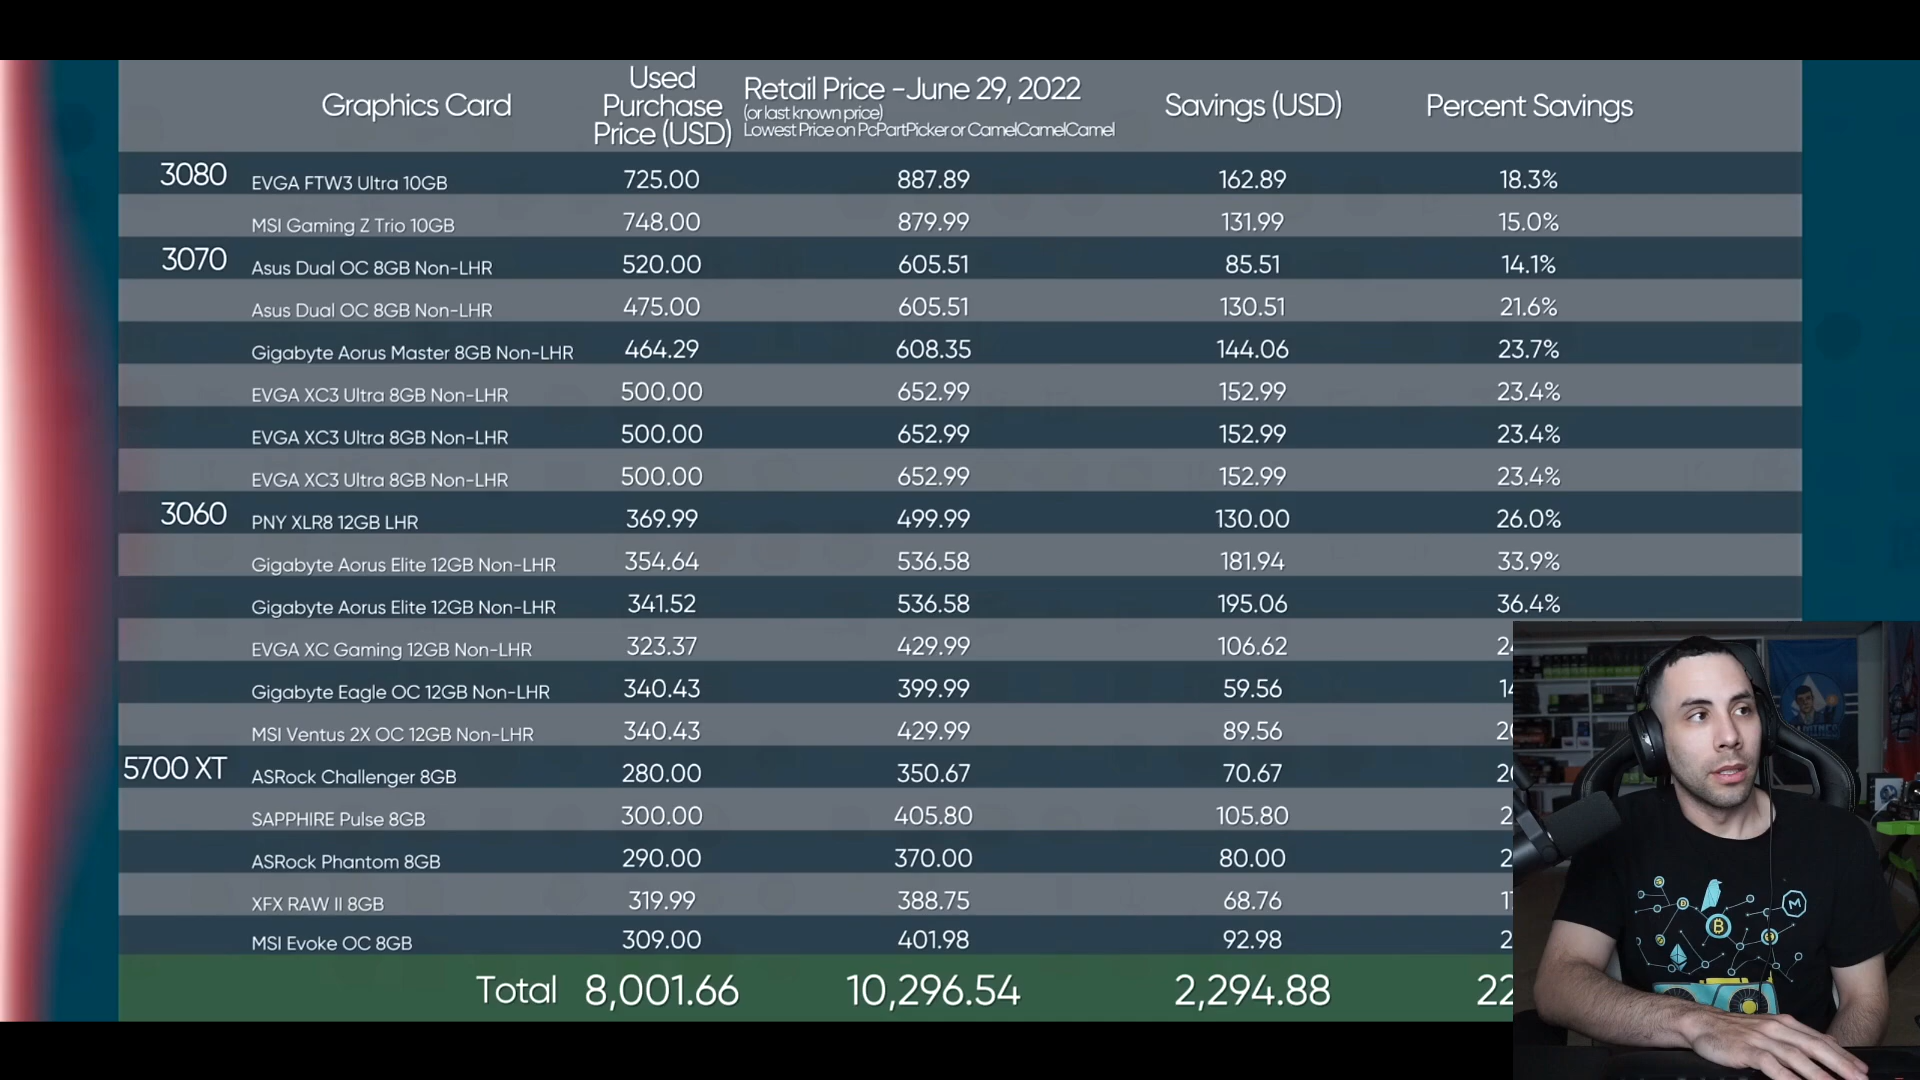 Graphics Card Used Purchase Price (USD) Retail Price -June 29, 2022 (or last known price) Lowest Price on PcPartPicker or CamelCamelCamel Savings (USD) Percent Savings
3080 EVGA FTW3 Ultra 10GB 725.00 887.89 162.89 18.3%
MSI Gaming Z Trio 10GB 748.00 879.99 131.99 15.0%
3070 Asus Dual OC 8GB Non-LHR 520.00 605.51 85.51 14.1%
Asus Dual OC 8GB Non-LHR 475.00 605.51 130.51 21.6%
Gigabyte Aorus Master 8GB Non-LHR 464.29 608.35 144.06 23.7%
EVGA XC3 Ultra 8GB Non-LHR 500.00 652.99 152.99 23.4%
EVGA XC3 Ultra 8GB Non-LHR 500.00 652.99 152.99 23.4%
EVGA XC3 Ultra 8GB Non-LHR 500.00 652.99 152.99 23.4%
3060 PNY XLR8 12GB LHR 369.99 499.99 130.00 26.0%
Gigabyte Aorus Elite 12GB Non-LHR 354.64 536.58 181.94 33.9%
Gigabyte Aorus Elite 12GB Non-LHR 341.52 536.58 195.06 36.4%
EVGA XC Gaming 12GB Non-LHR 323.37 429.99 106.62
Gigabyte Eagle OC 12GB Non-LHR 340.43 399.99 59.56
MSI Ventus 2X OC 12GB Non-LHR 340.43 429.99 89.56
5700 XT ASRock Challenger 8GB 280.00 350.67 70.67
SAPPHIRE Pulse 8GB 300.00 405.80 105.80
ASRock Phantom 8GB 290.00 370.00 80.00
XFX RAW II 8GB 319.99 388.75 68.76
MSI Evoke OC 8GB 309.00 401.98 92.98
Total 8,001.66 10,296.54 2,294.88 22